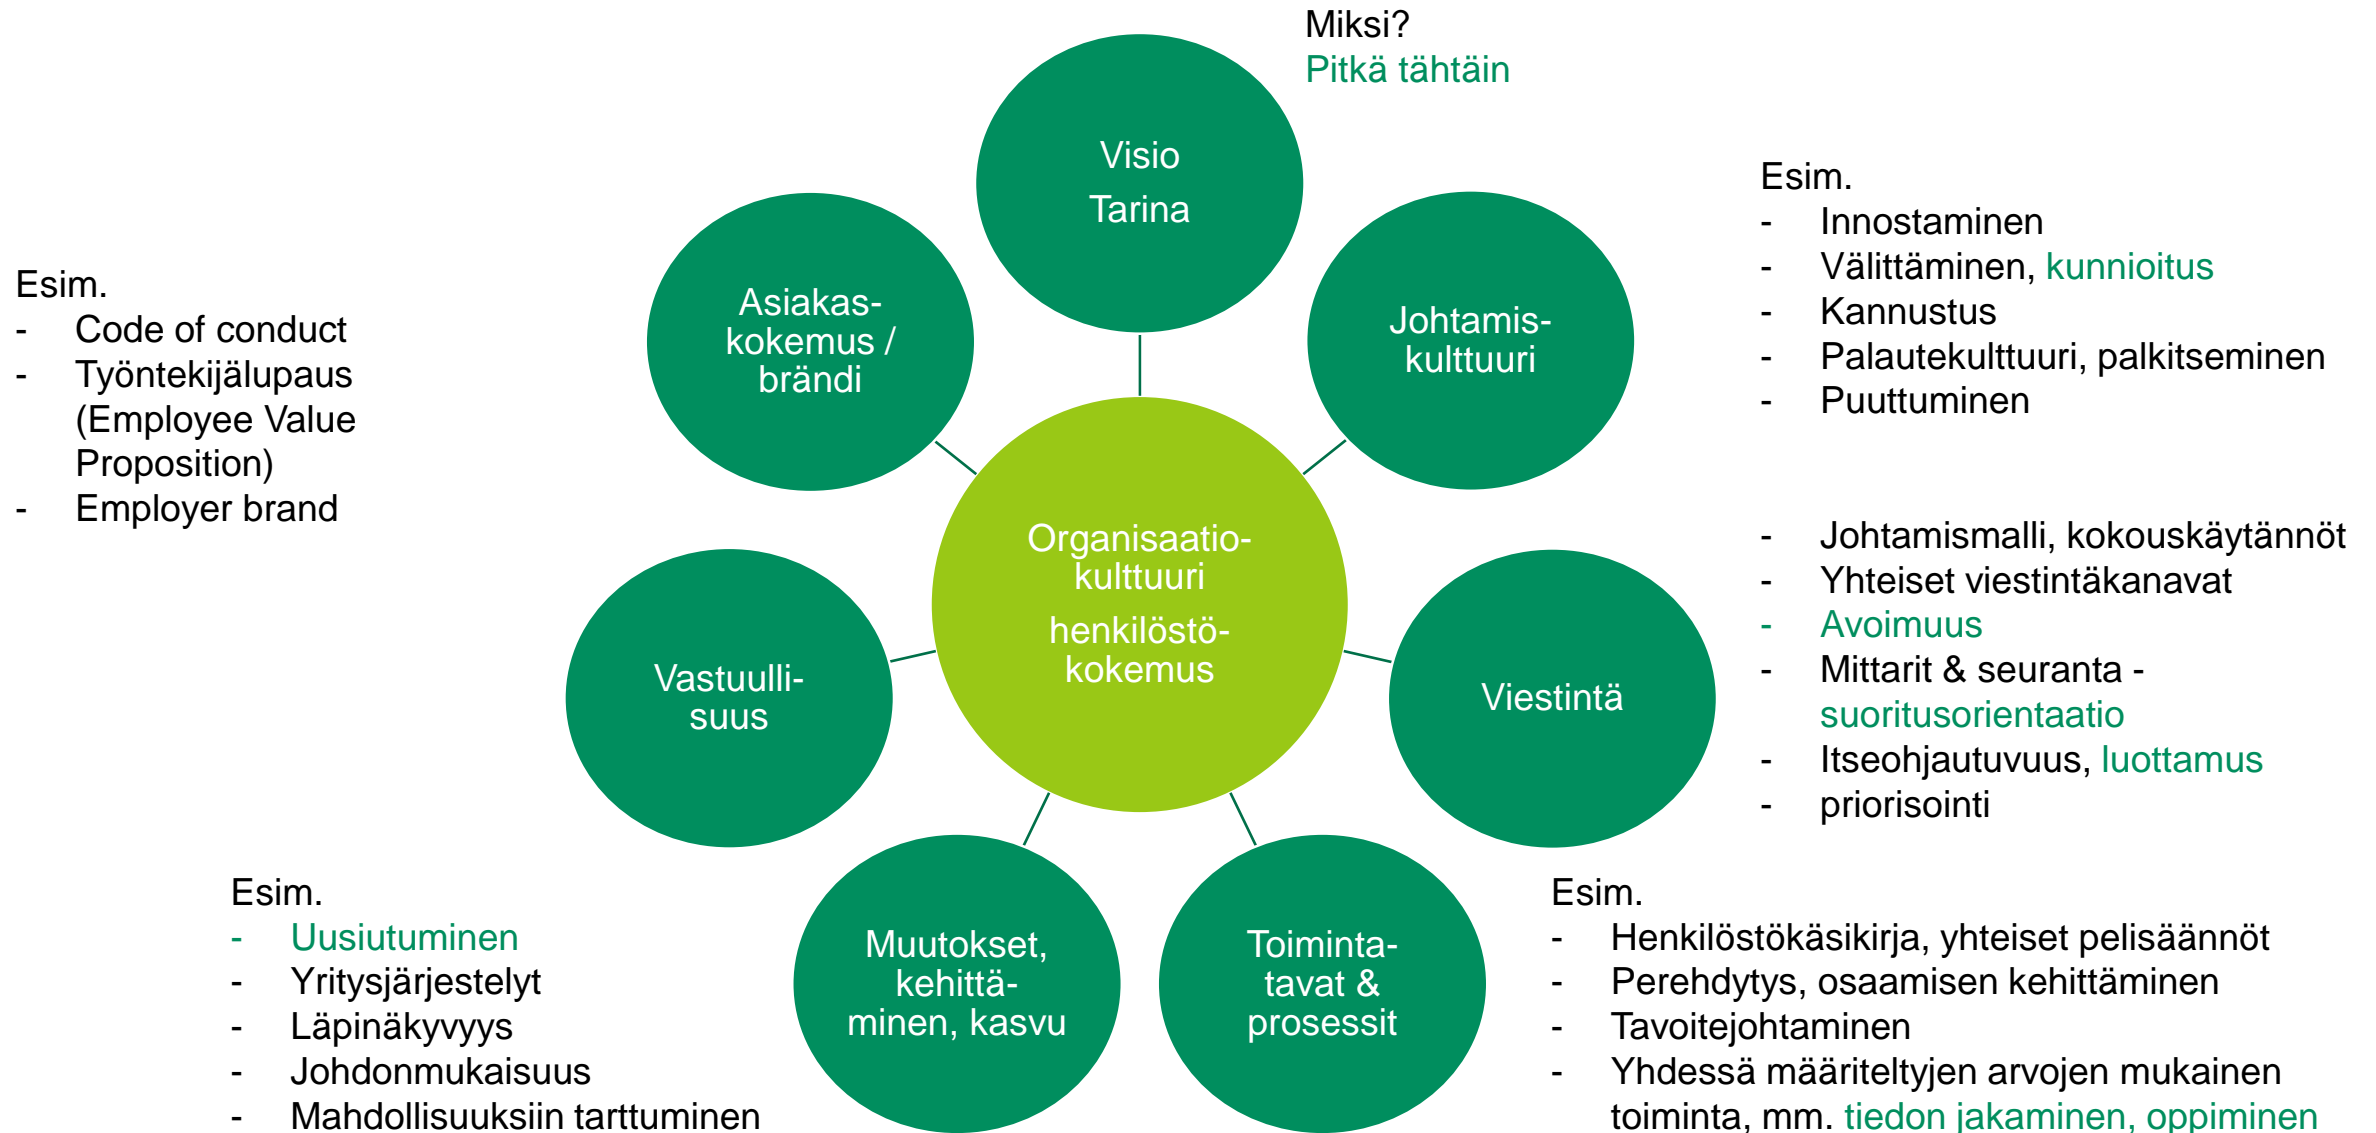 Miksi?
Pitkä tähtäin
Visio
Tarina
Esim.
- Innostaminen
- Välittäminen, kunnioitus
- Kannustus
- Palautekulttuuri, palkitseminen
- Puuttuminen
Johtamis-
kulttuuri
Esim.
- Code of conduct
- Työntekijälupaus
(Employee Value
Proposition)
- Employer brand
Asiakas-
kokemus /
brändi
Organisaatio-
kulttuuri
henkilöstö-
kokemus
- Johtamismalli, kokouskäytännöt
- Yhteiset viestintäkanavat
- Avoimuus
- Mittarit & seuranta -
suoritusorientaatio
- Itseohjautuvuus, luottamus
- priorisointi
Viestintä
Vastuulli-
suus
Esim.
- Uusiutuminen
- Yritysjärjestelyt
- Läpinäkyvyys
- Johdonmukaisuus
- Mahdollisuuksiin tarttuminen
Muutokset,
kehittä-
minen, kasvu
Toiminta-
tavat &
prosessit
Esim.
- Henkilöstökäsikirja, yhteiset pelisäännöt
- Perehdytys, osaamisen kehittäminen
- Tavoitejohtaminen
- Yhdessä määriteltyjen arvojen mukainen
toiminta, mm. tiedon jakaminen, oppiminen